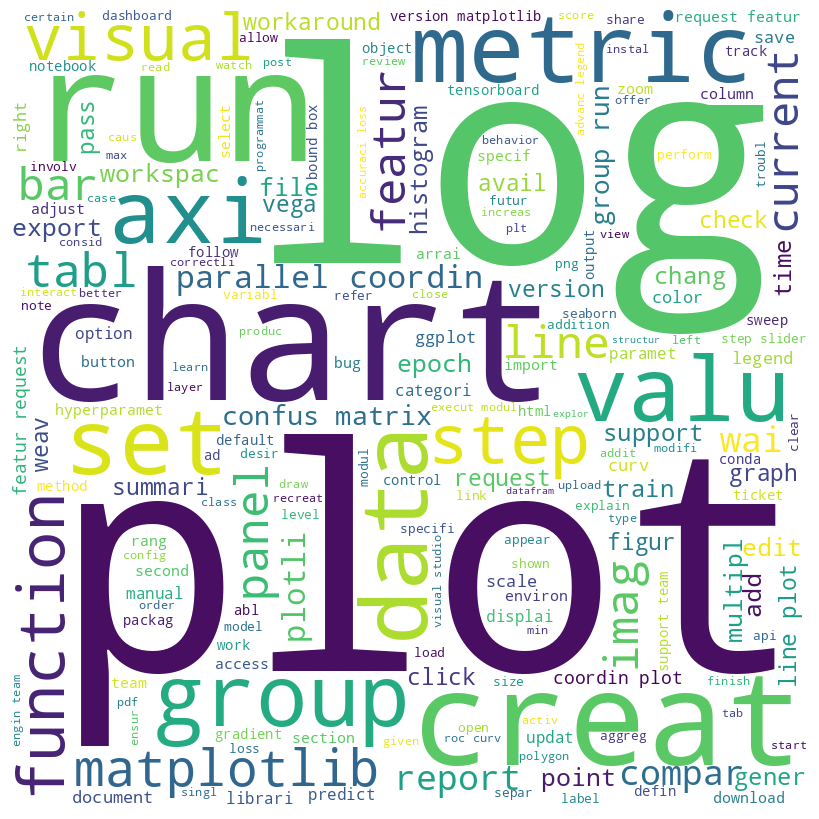 certain
dashboard
workaround
version matplotlib
score
share
request featur
visual
notebook
read
allow
watch
post
object
review
metric
instal
save
track
run
log
tensorboard
zoom
offer
column
advanc legend
right
pass
select
programmat
bound box
accuraci loss
featur
histogram
behavior
specif
group run
perform
troubl
current
caus
involv
max
bar
workspac
file
avail
futur
increas
plt
view
check
adjust
case
vega
necessari
axi
export
consid
follow
correctli
arrai
png
output
chang
color
time
tabl
parallel coordin
version
seaborn
interact
better
note
variabl
refer
close
addition
sweep
chart
option
produc
ggplot
line
structur
left
step slider
button
learn
layer
bug
epoch
import
paramet
legend
categori
valu
featur request
hyperparamet
confus matrix
execut modul
html
explor
set
weav
default
ad
desir
data
step
addit
support
modifi
wai
clear
modul
control
request
curv
conda
graph
method
summari
draw
recreat
link
datafram
upload
train
class
level
type
explain
ticket
function
plot
panel
plotli
specifi
visual studio
appear
shown
figur
edit
rang
config
second
manual
order
packag
abl
model
work
access
scale
environ
displai
min
imag
add
multipl
line plot
support team
api
load
team
group
click
size
coordin plot
finish
creat
engin team
pdf
ensur
gradient
section
open
activ
roc curv
given
updat
aggreg
tab
start
loss
polygon
matplotlib
report
point
compar
gener
document
singl
librari
predict
separ
label
defin
download